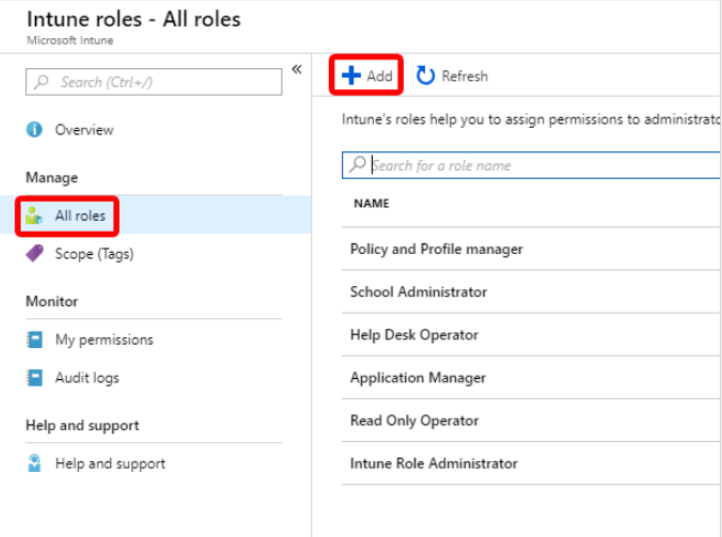 Intune roles - All roles
Microsoft Intune
Search (Ctrl+/)
«
Overview
Manage
All roles
Scope (Tags)
Monitor
My permissions
Audit logs
Help and support
Help and support
Add
Refresh
Intune's roles help you to assign permissions to
Search for a role name
NAME
Policy and Profile manager
School Administrator
Help Desk Operator
Application Manager
Read Only Operator
Intune Role Administrator